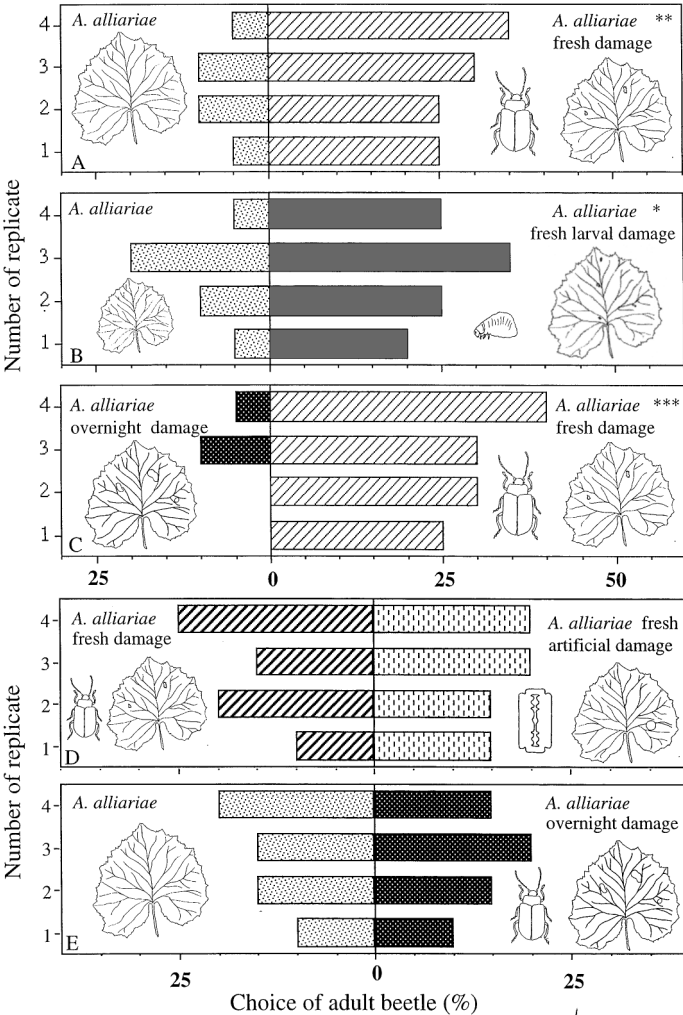 A. alliariae
A. alliariae **
fresh damage
4
3
2
1
A
A. alliariae
A. alliariae *
fresh larval damage
4
3
2
1
B
A. alliariae
overnight damage
A. alliariae ***
fresh damage
4
3
2
1
C
25 0 25 50
Number of replicate
A. alliariae
fresh damage
A. alliariae fresh
artificial damage
4
3
2
1
D
A. alliariae
A. alliariae
overnight damage
4
3
2
1
E
25 0 25
Number of replicate
Choice of adult beetle (%)